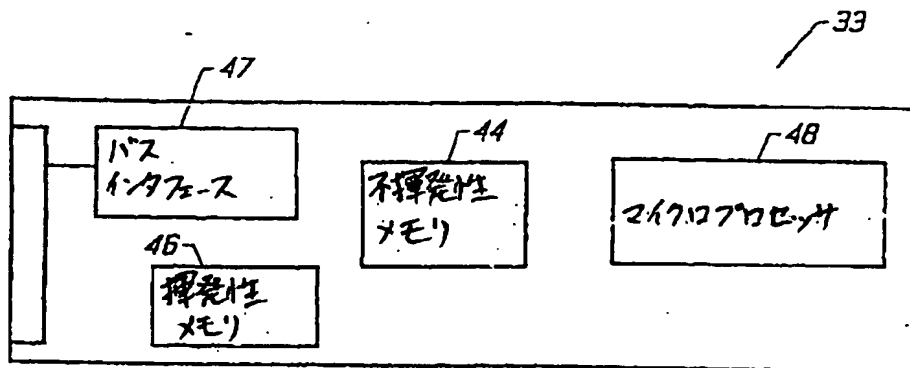 33
47
バス
インタフェース
44
不揮発性
メモリ
48
マイクロプロセッサ
46
揮発性
メモリ